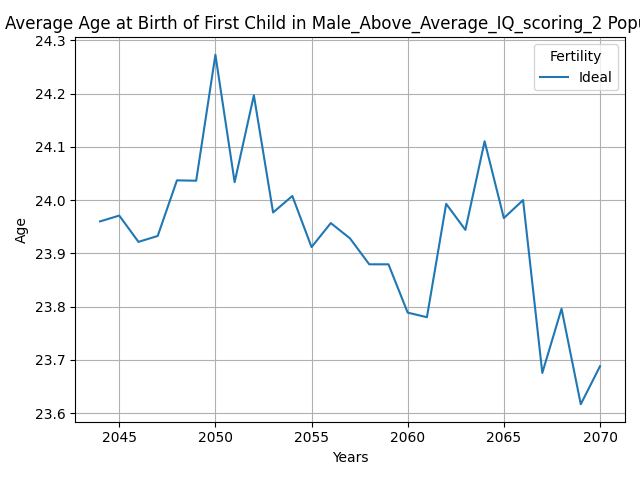 Average Age at Birth of First Child in Male_Above_Average_IQ_scoring_2
Fertility
Ideal
24.3
24.2
24.1
24.0
23.9
23.8
23.7
23.6
Age
2045 2050 2055 2060 2065 2070
Years